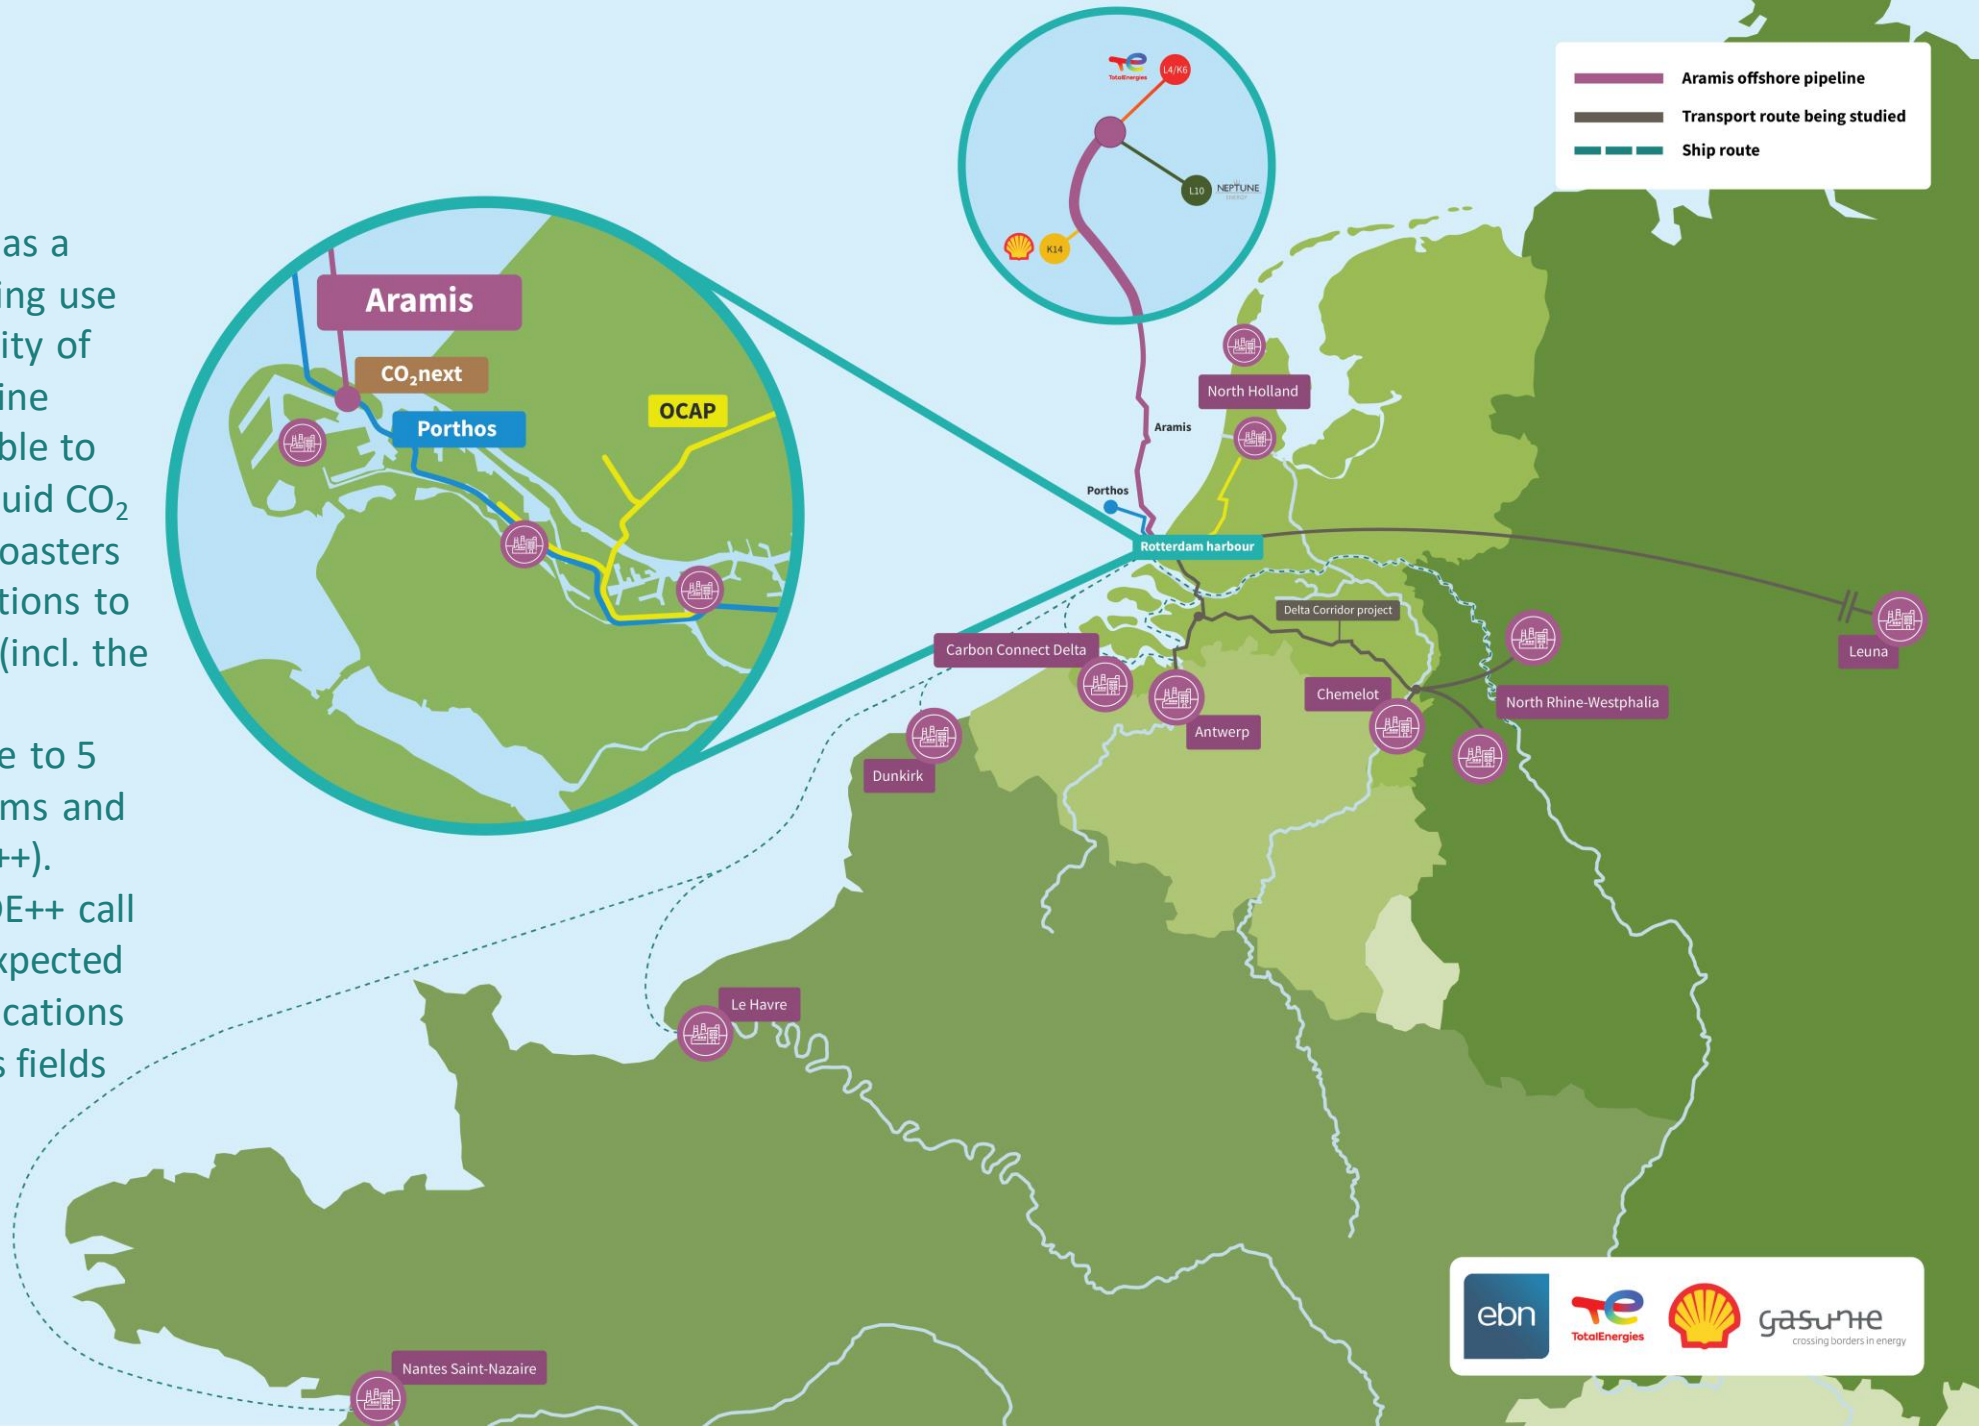 as a
ing use
ity of
ine
ble to
uid CO₂
oasters
tions to
(incl. the
e to 5
ms and
++).
DE++ call
xpected
cations
s fields
Aramis
CO₂next
Porthos
OCAP
TotalEnergies
L4/K6
L10
NEPTUNE
ENERGY
K14
Aramis offshore pipeline
Transport route being studied
Ship route
North Holland
Aramis
Porthos
Rotterdam harbour
Delta Corridor project
Carbon Connect Delta
Leuna
Chemelot
North Rhine-Westphalia
Antwerp
Dunkirk
Le Havre
Nantes Saint-Nazaire
ebn
TotalEnergies
gasunie
crossing borders in energy